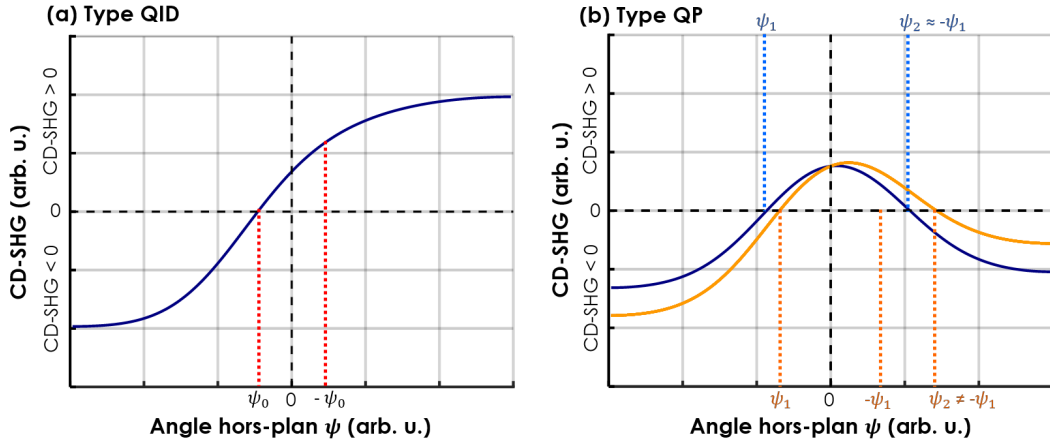 (a) Type QID
CD-SHG (arb. u.)
CD-SHG > 0
0
CD-SHG < 0
ψ₀ 0 -ψ₀
Angle hors-plan ψ (arb. u.)
(b) Type QP
ψ₁
ψ₂ ≈ -ψ₁
CD-SHG (arb. u.)
CD-SHG > 0
0
CD-SHG < 0
ψ₁ 0 -ψ₁ ψ₂ ≠ -ψ₁
Angle hors-plan ψ (arb. u.)